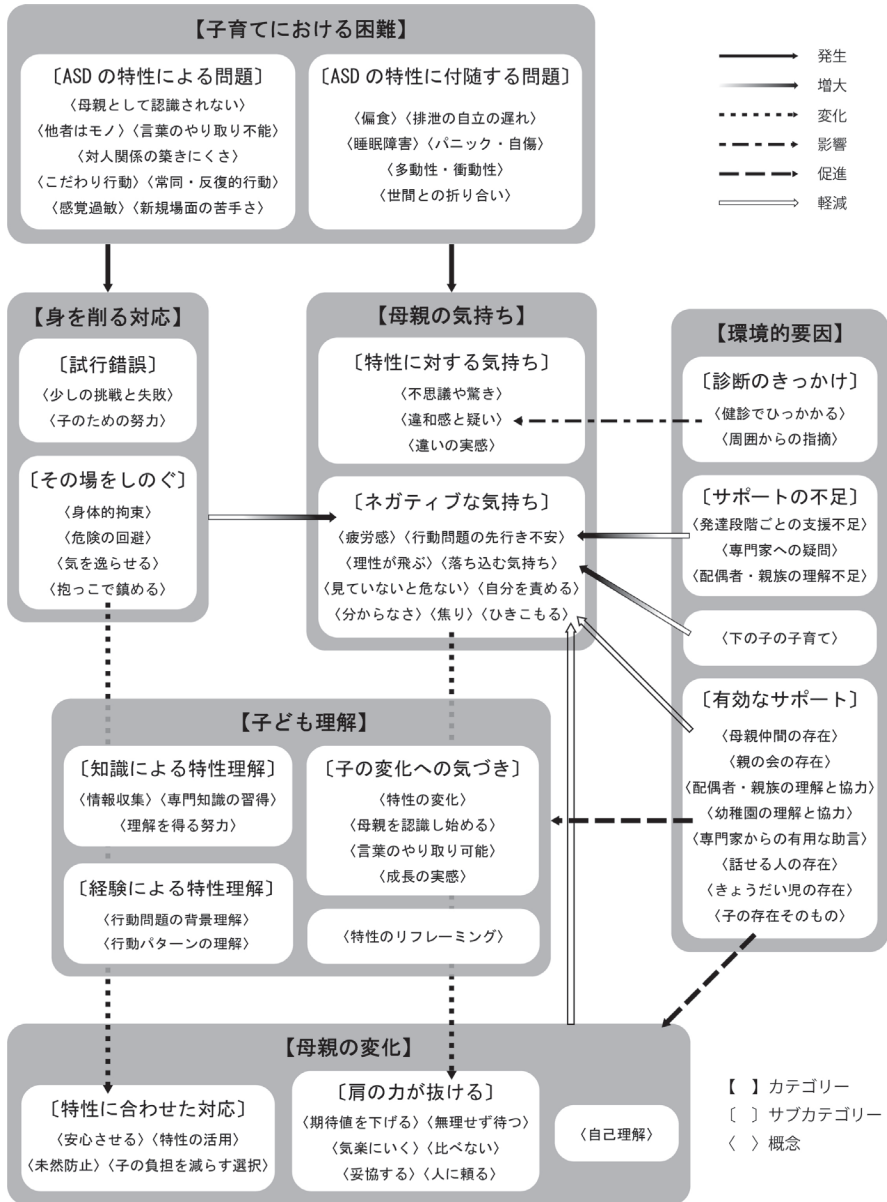 【子育てにおける困難】
〔ASD の特性による問題〕
〈母親として認識されない〉
〈他者はモノ〉〈言葉のやり取り不能〉
〈対人関係の築きにくさ〉
〈こだわり行動〉〈常同・反復的行動〉
〈感覚過敏〉〈新規場面の苦手さ〉
〔ASD の特性に付随する問題〕
〈偏食〉〈排泄の自立の遅れ〉
〈睡眠障害〉〈パニック・自傷〉
〈多動性・衝動性〉
〈世間との折り合い〉
発生
増大
変化
影響
促進
軽減
【身を削る対応】
〔試行錯誤〕
〈少しの挑戦と失敗〉
〈子のための努力〉
〔その場をしのぐ〕
〈身体的拘束〉
〈危険の回避〉
〈気を逸らせる〉
〈抱っこで鎮める〉
【母親の気持ち】
〔特性に対する気持ち〕
〈不思議や驚き〉
〈違和感と疑い〉
〈違いの実感〉
〔ネガティブな気持ち〕
〈疲労感〉〈行動問題の先行き不安〉
〈理性が飛ぶ〉〈落ち込む気持ち〉
〈見ていないと危ない〉〈自分を責める〉
〈分からなさ〉〈焦り〉〈ひきこもる〉
【環境的要因】
〔診断のきっかけ〕
〈健診でひっかかる〉
〈周囲からの指摘〉
〔サポートの不足〕
〈発達段階ごとの支援不足〉
〈専門家への疑問〉
〈配偶者・親族の理解不足〉
〈下の子の子育て〉
〔有効なサポート〕
〈母親仲間の存在〉
〈親の会の存在〉
〈配偶者・親族の理解と協力〉
〈幼稚園の理解と協力〉
〈専門家からの有用な助言〉
〈話せる人の存在〉
〈きょうだい児の存在〉
〈子の存在そのもの〉
【子ども理解】
〔知識による特性理解〕
〈情報収集〉〈専門知識の習得〉
〈理解を得る努力〉
〔経験による特性理解〕
〈行動問題の背景理解〉
〈行動パターンの理解〉
〔子の変化への気づき〕
〈特性の変化〉
〈母親を認識し始める〉
〈言葉のやり取り可能〉
〈成長の実感〉
〈特性のリフレーミング〉
【母親の変化】
〔特性に合わせた対応〕
〈安心させる〉〈特性の活用〉
〈未然防止〉〈子の負担を減らす選択〉
〔肩の力が抜ける〕
〈期待値を下げる〉〈無理せず待つ〉
〈気楽にいく〉〈比べない〉
〈妥協する〉〈人に頼る〉
〈自己理解〉
【　】カテゴリー
〔　〕サブカテゴリー
〈　〉概念